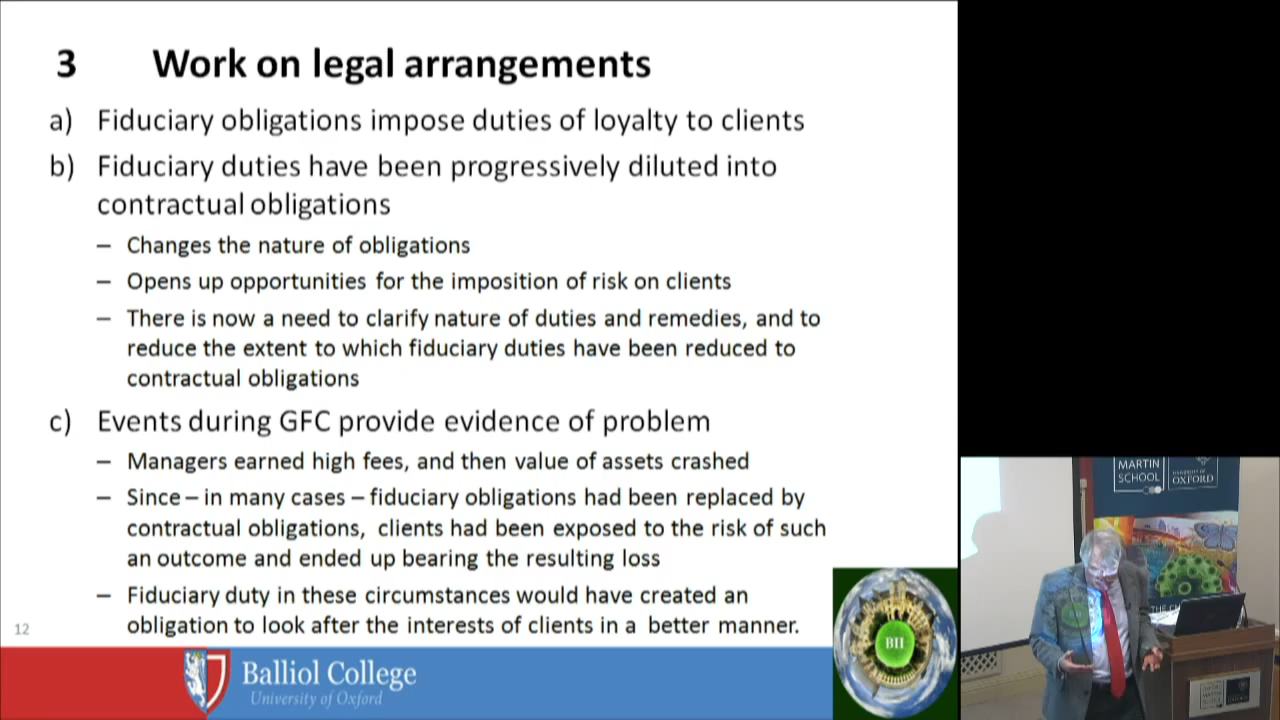 3 Work on legal arrangements
a) Fiduciary obligations impose duties of loyalty to clients
b) Fiduciary duties have been progressively diluted into
contractual obligations
– Changes the nature of obligations
– Opens up opportunities for the imposition of risk on clients
– There is now a need to clarify nature of duties and remedies, and to
reduce the extent to which fiduciary duties have been reduced to
contractual obligations
c) Events during GFC provide evidence of problem
– Managers earned high fees, and then value of assets crashed
– Since – in many cases – fiduciary obligations had been replaced by
contractual obligations, clients had been exposed to the risk of such
an outcome and ended up bearing the resulting loss
– Fiduciary duty in these circumstances would have created an
obligation to look after the interests of clients in a better manner.
12
BII
Balliol College
University of Oxford
MARTIN
SCHOOL
UNIVERSITY OF
OXFORD